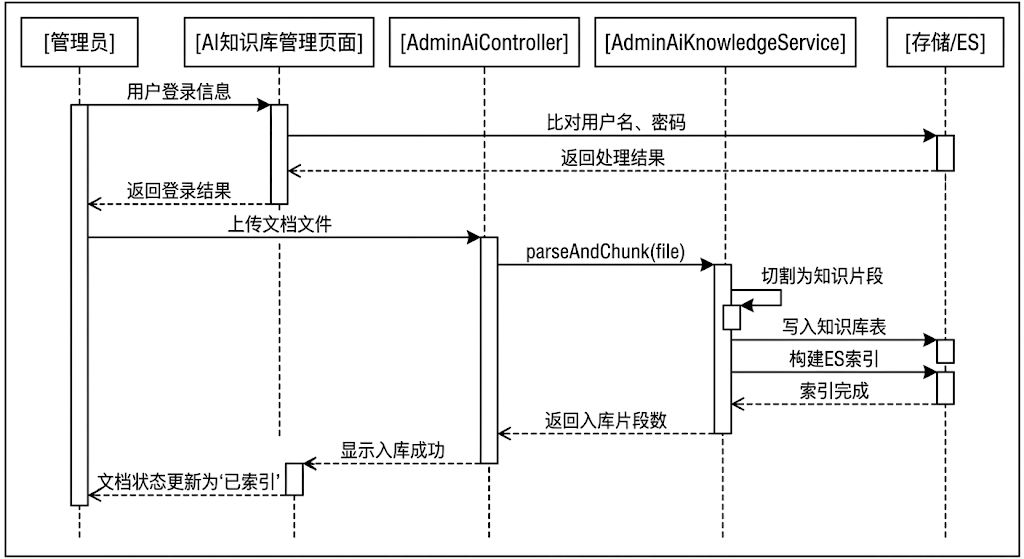 [管理员]
[AI知识库管理页面]
[AdminAiController]
[AdminAiKnowledgeService]
[存储/ES]
用户登录信息
比对用户名、密码
返回处理结果
返回登录结果
上传文档文件
parseAndChunk(file)
切割为知识片段
写入知识库表
构建ES索引
索引完成
返回入库片段数
显示入库成功
文档状态更新为‘已索引’